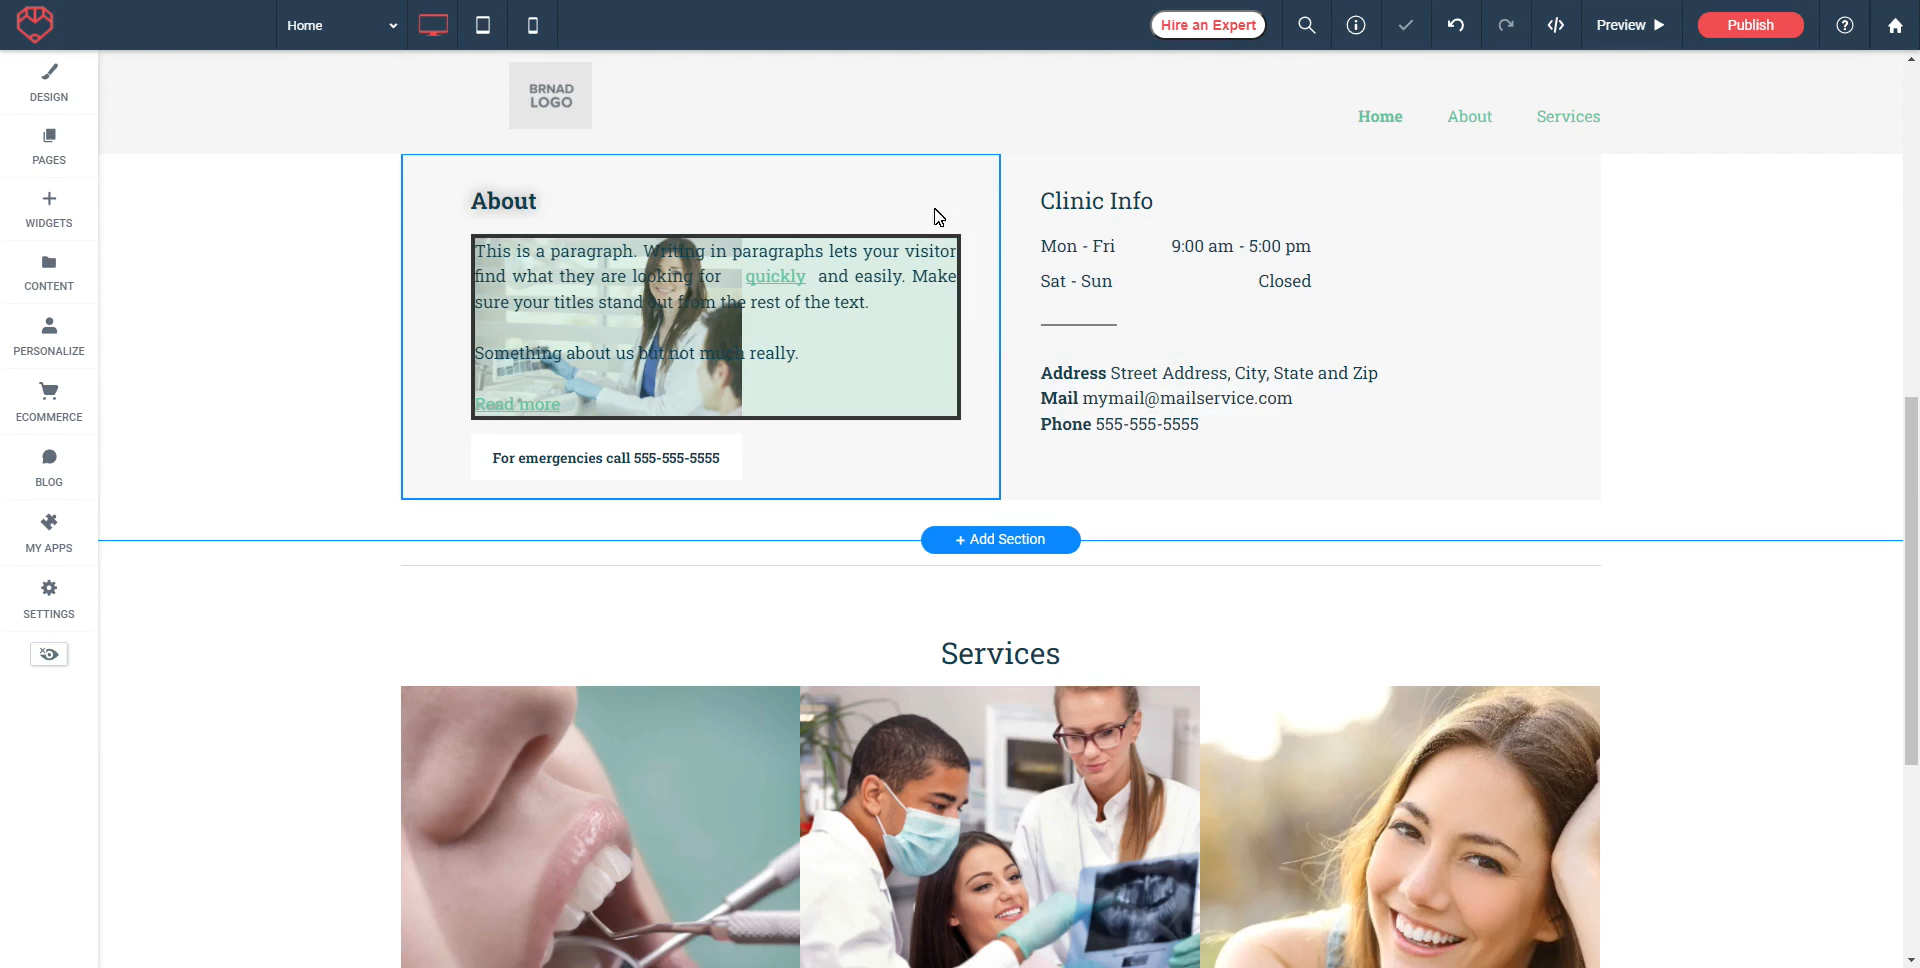 Home
Hire an Expert
Preview
Publish
DESIGN
PAGES
WIDGETS
CONTENT
PERSONALIZE
ECOMMERCE
BLOG
MY APPS
SETTINGS
BRNAD
LOGO
Home About Services
About
This is a paragraph. Writing in paragraphs lets your visitor
find what they are looking for quickly and easily. Make
sure your titles stand out from the rest of the text.
Something about us but not much really.
Read more
For emergencies call 555-555-5555
Clinic Info
Mon - Fri 9:00 am - 5:00 pm
Sat - Sun Closed
Address Street Address, City, State and Zip
Mail mymail@mailservice.com
Phone 555-555-5555
+ Add Section
Services